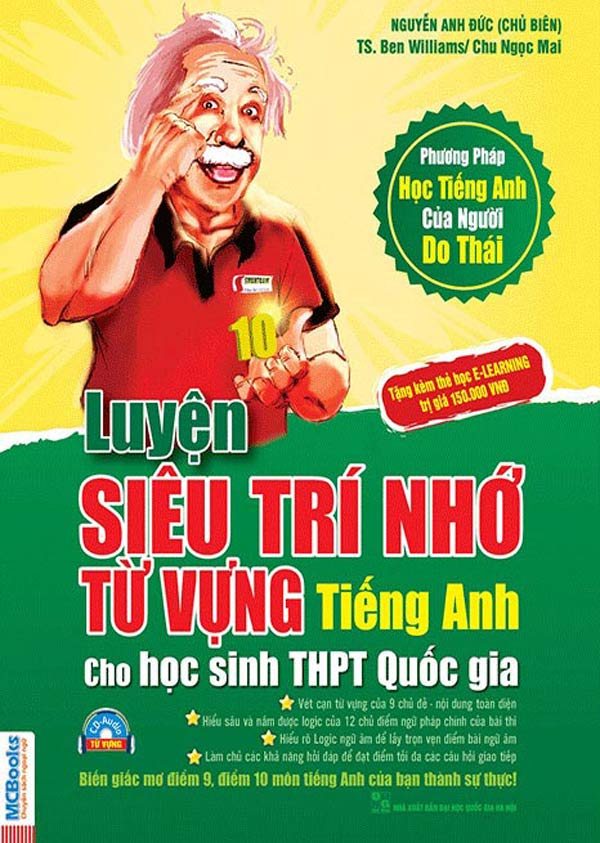 NGUYỄN ANH ĐỨC (CHỦ BIÊN)
TS. Ben Williams/ Chu Ngọc Mai
Phương Pháp
Học Tiếng Anh
Của Người
Do Thái
10
Tặng kèm thẻ học E-LEARNING
trị giá 150.000 VNĐ
Luyện
SIÊU TRÍ NHỚ
TỪ VỰNG Tiếng Anh
Cho học sinh THPT Quốc gia
Vét cạn từ vựng của 9 chủ đề - nội dung toàn diện
Hiểu sâu và nắm được logic của 12 chủ điểm ngữ pháp chính của bài thi
Hiểu rõ Logic ngữ âm để lấy trọn vẹn điểm bài ngữ âm
Làm chủ các khả năng hỏi đáp để đạt điểm tối đa các câu hỏi giao tiếp
CD-Audio
TỪ VỰNG
Biến giấc mơ điểm 9, điểm 10 môn tiếng Anh của bạn thành sự thực!
NHÀ XUẤT BẢN ĐẠI HỌC QUỐC GIA HÀ NỘI
MCBooks
Chuyên sách ngoại ngữ